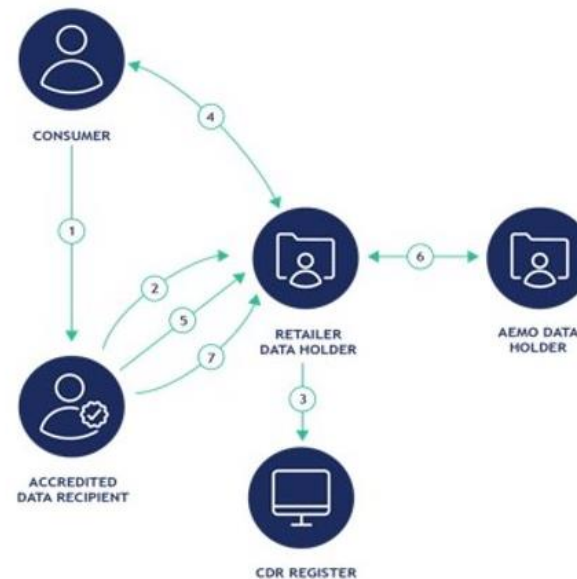 CONSUMER
4
1
2
5
7
6
RETAILER
DATA HOLDER
AEMO DATA
HOLDER
3
ACCREDITED
DATA RECIPIENT
CDR REGISTER